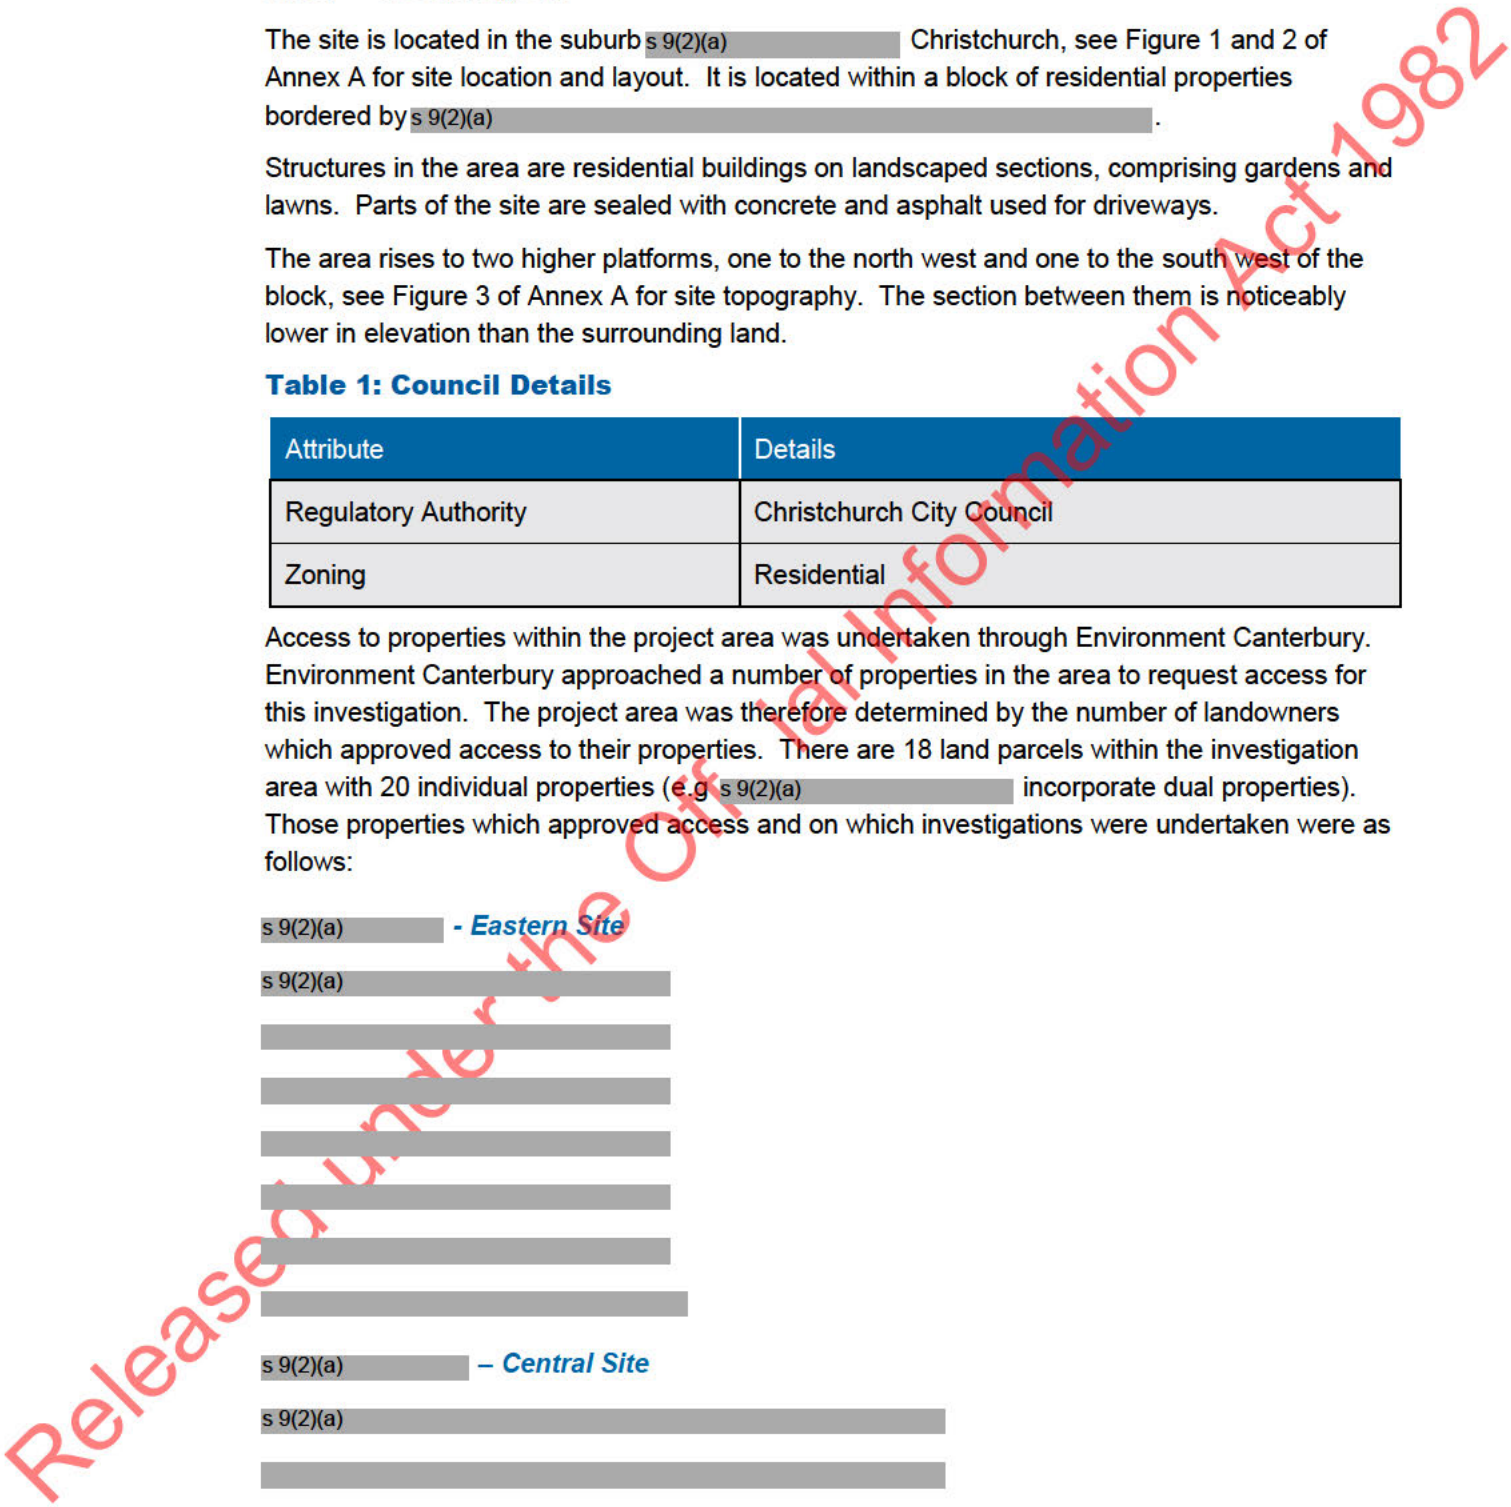 The site is located in the suburb s 9(2)(a) Christchurch, see Figure 1 and 2 of
Annex A for site location and layout. It is located within a block of residential properties
bordered by s 9(2)(a) .
Structures in the area are residential buildings on landscaped sections, comprising gardens and
lawns. Parts of the site are sealed with concrete and asphalt used for driveways.
The area rises to two higher platforms, one to the north west and one to the south west of the
block, see Figure 3 of Annex A for site topography. The section between them is noticeably
lower in elevation than the surrounding land.
Table 1: Council Details
Attribute Details
Regulatory Authority Christchurch City Council
Zoning Residential
Access to properties within the project area was undertaken through Environment Canterbury.
Environment Canterbury approached a number of properties in the area to request access for
this investigation. The project area was therefore determined by the number of landowners
which approved access to their properties. There are 18 land parcels within the investigation
area with 20 individual properties (e.g s 9(2)(a) incorporate dual properties).
Those properties which approved access and on which investigations were undertaken were as
follows:
s 9(2)(a) - Eastern Site
s 9(2)(a)
s 9(2)(a) – Central Site
s 9(2)(a)
Released under the Off ial Information Act 1982